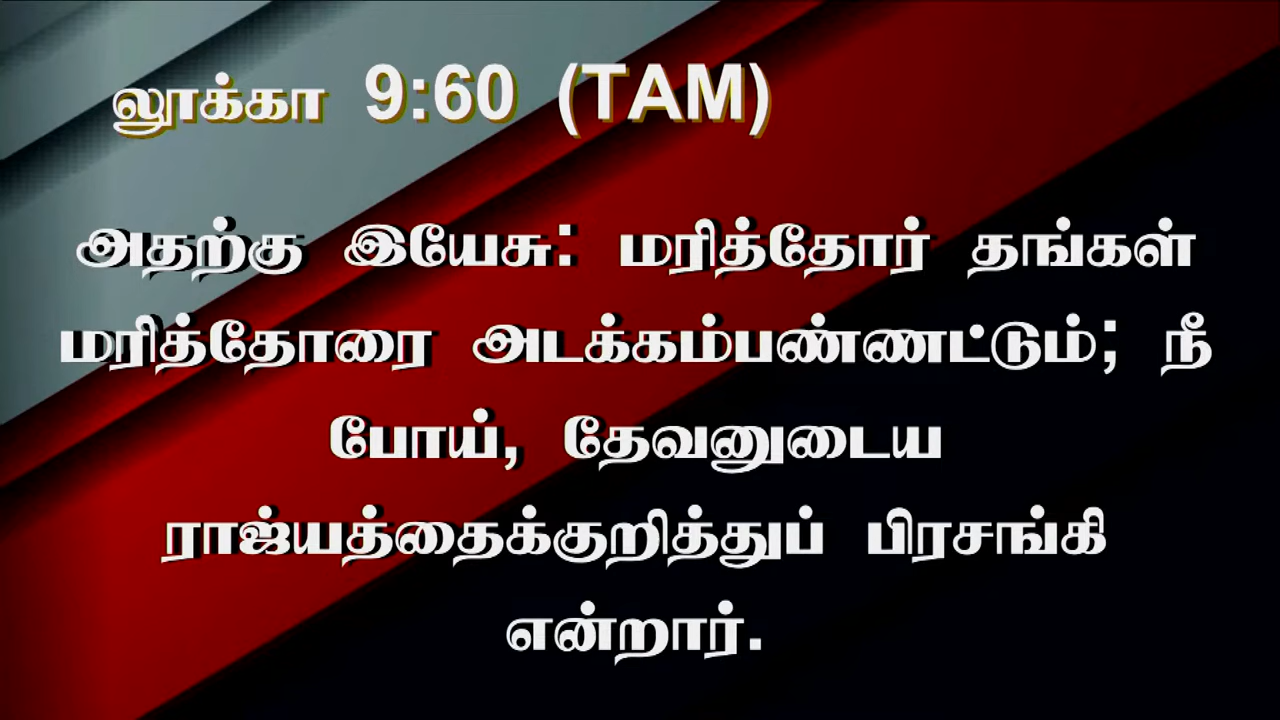 லூக்கா 9:60 (TAM)
அதற்கு இயேசு: மரித்தோர் தங்கள்
மரித்தோரை அடக்கம்பண்ணட்டும்; நீ
போய், தேவனுடைய
ராஜ்யத்தைக்குறித்துப் பிரசங்கி
என்றார்.